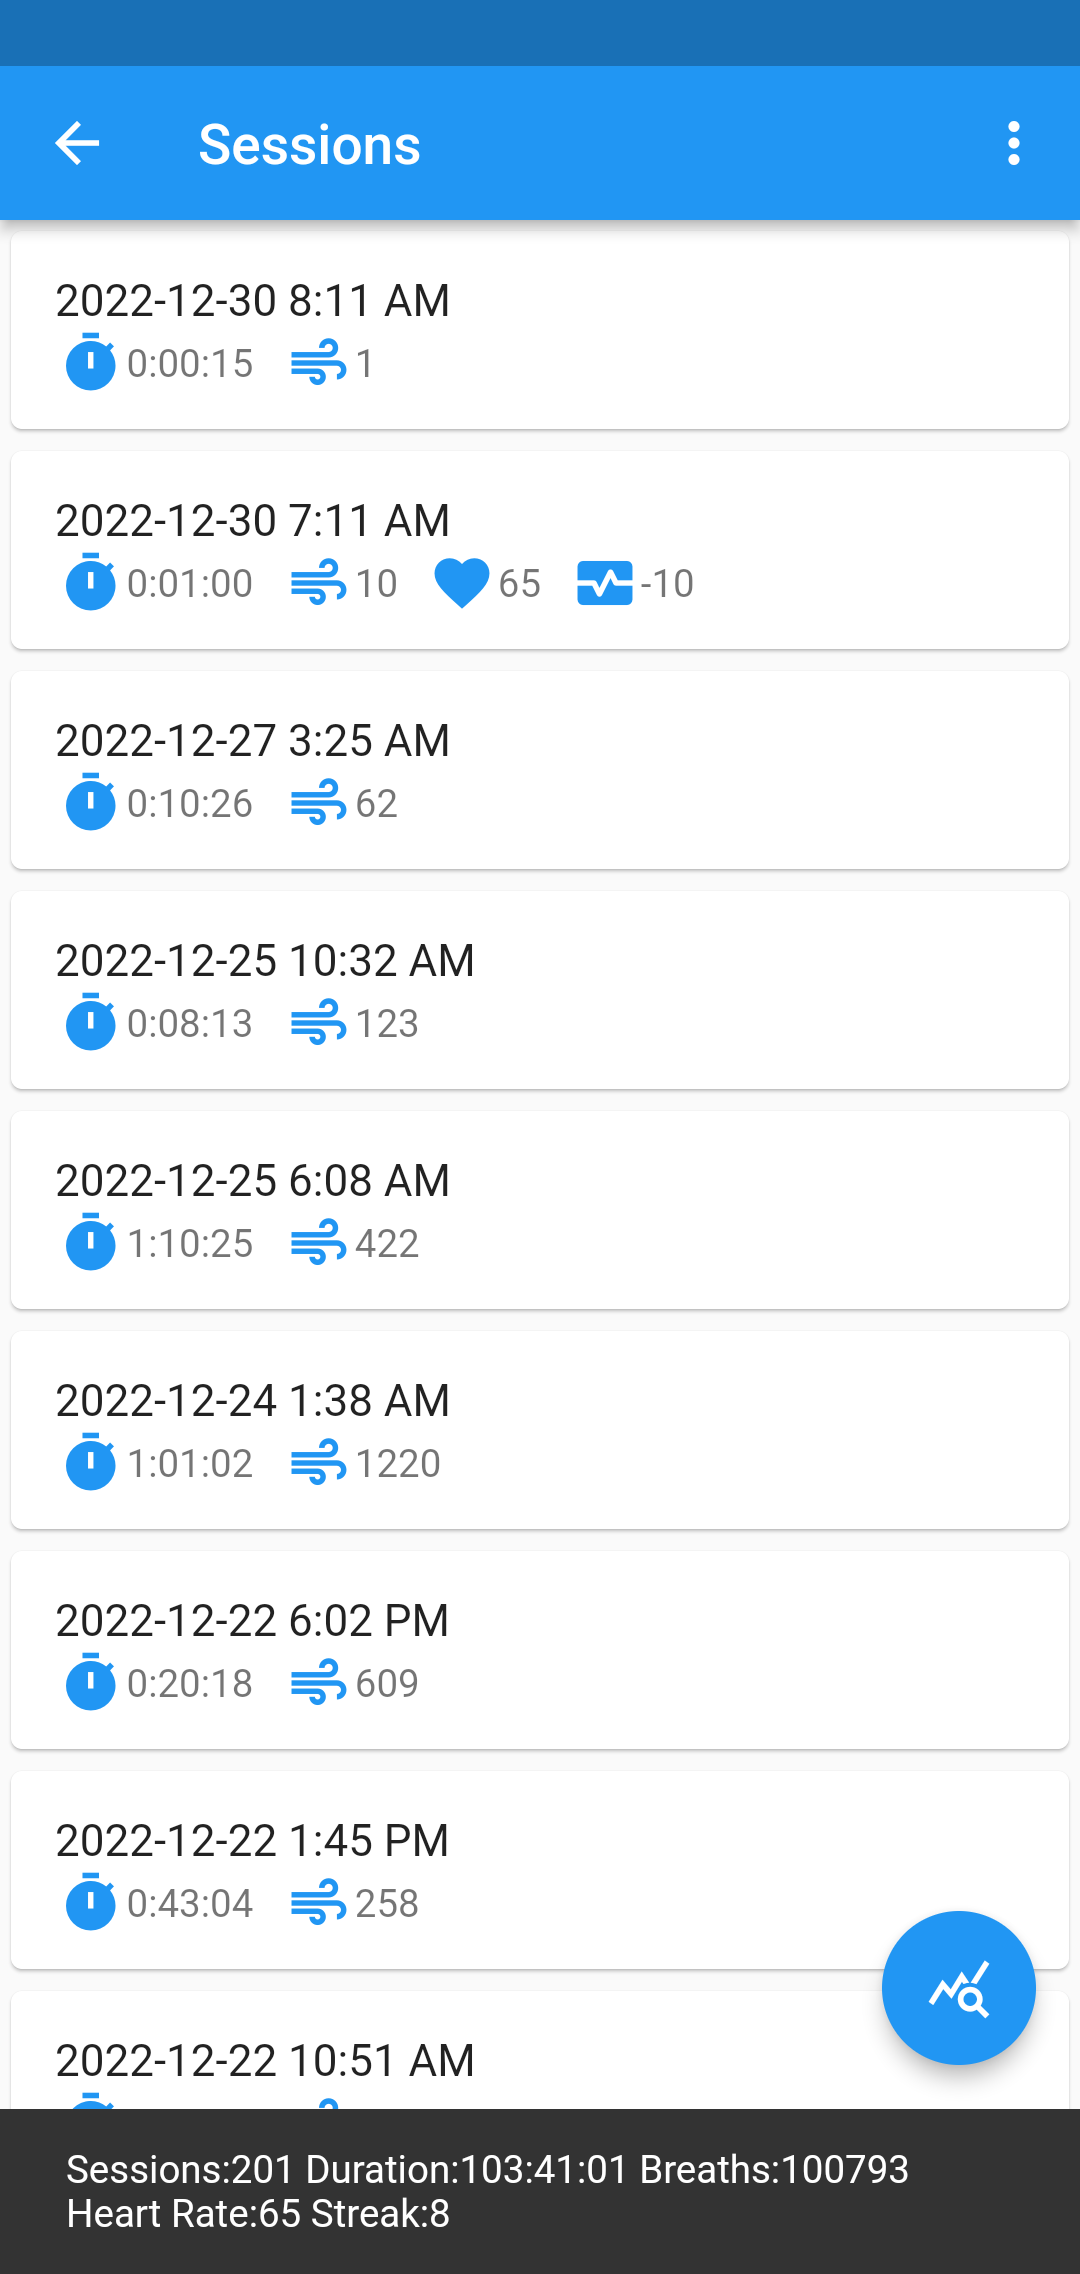 Sessions
2022-12-30 8:11 AM
0:00:15 1
2022-12-30 7:11 AM
0:01:00 10 65 -10
2022-12-27 3:25 AM
0:10:26 62
2022-12-25 10:32 AM
0:08:13 123
2022-12-25 6:08 AM
1:10:25 422
2022-12-24 1:38 AM
1:01:02 1220
2022-12-22 6:02 PM
0:20:18 609
2022-12-22 1:45 PM
0:43:04 258
2022-12-22 10:51 AM
Sessions:201 Duration:103:41:01 Breaths:100793
Heart Rate:65 Streak:8